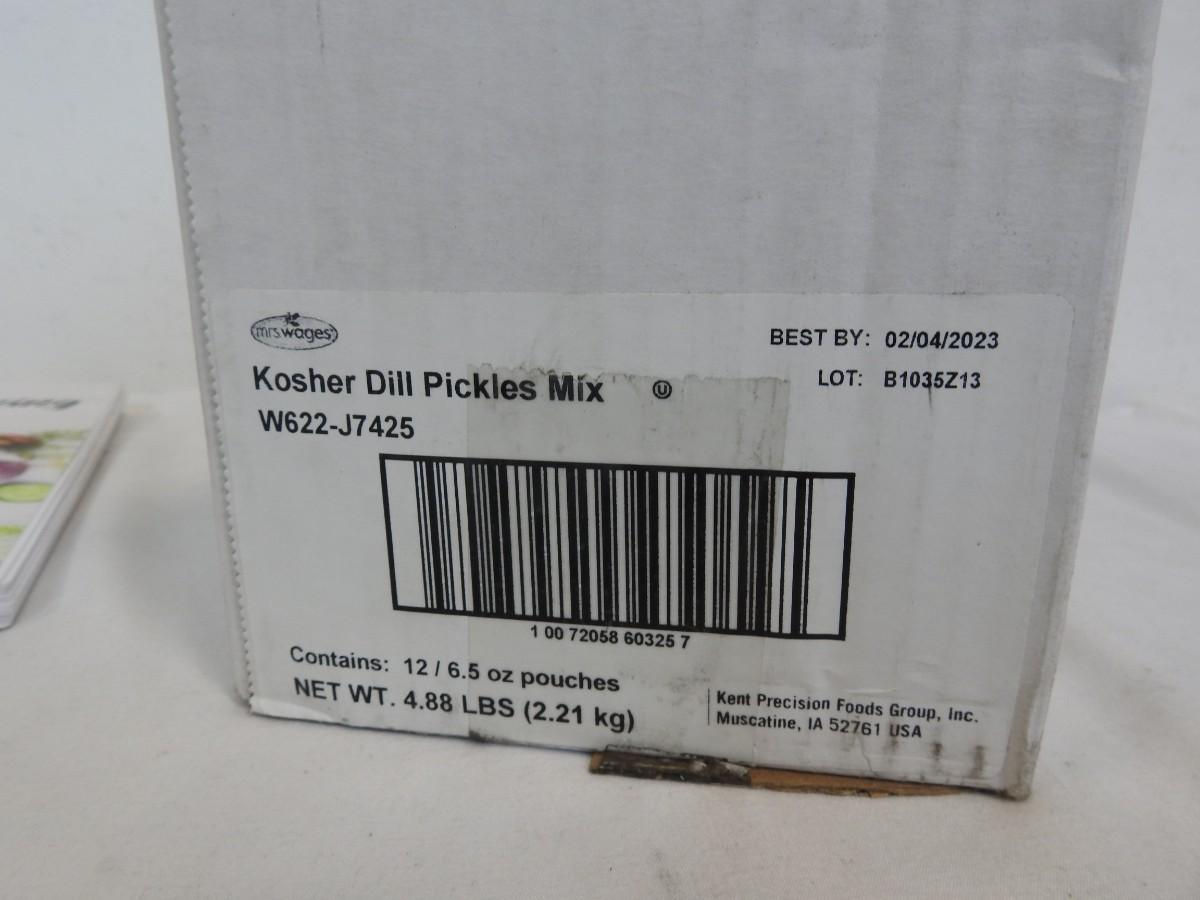 mrs.wages
BEST BY: 02/04/2023
Kosher Dill Pickles Mix U
LOT: B1035Z13
W622-J7425
1 00 72058 60325 7
Contains: 12 / 6.5 oz pouches
NET WT. 4.88 LBS (2.21 kg)
Kent Precision Foods Group, Inc.
Muscatine, IA 52761 USA